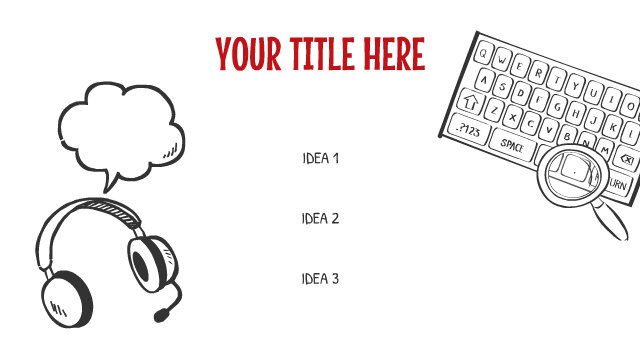 YOUR TITLE HERE
Q W E R T Y U I O
A S D F G H J K L
Z X C V B N M
.?123 SPACE URN
IDEA 1
IDEA 2
IDEA 3